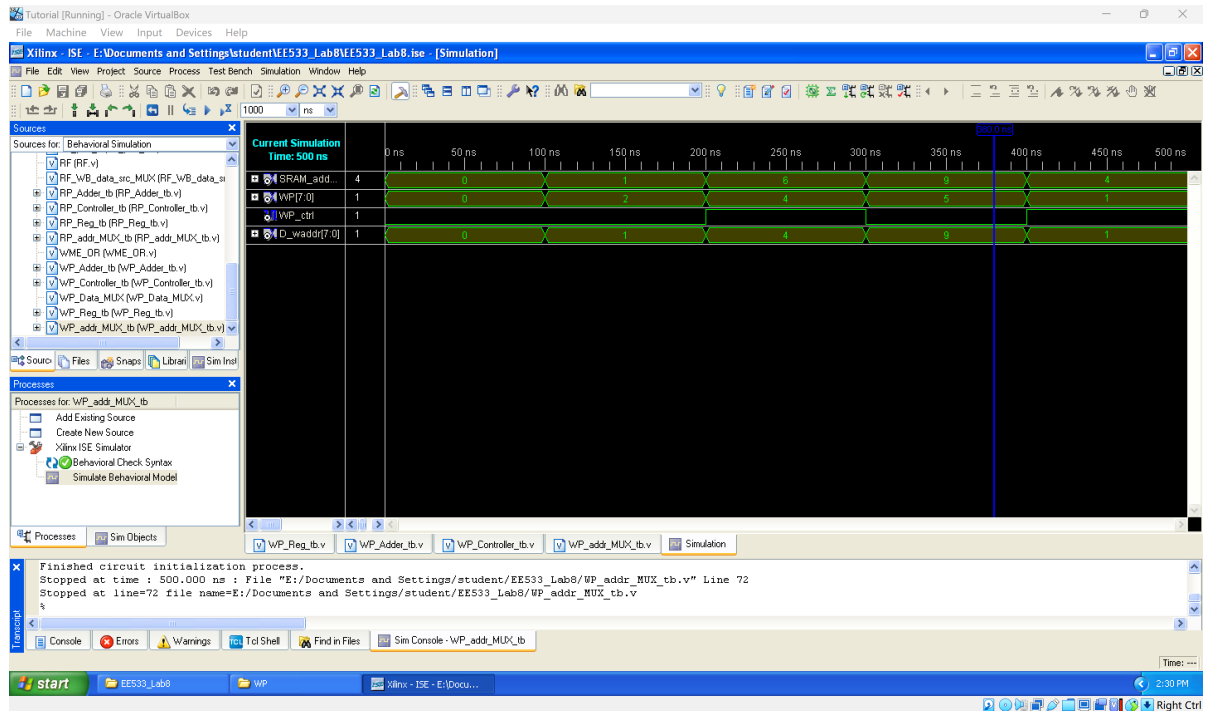 Tutorial [Running] - Oracle VirtualBox
File Machine View Input Devices Help
Xilinx - ISE - E:\Documents and Settings\student\EE533_Lab8\EE533_Lab8.ise - [Simulation]
File Edit View Project Source Process Test Bench Simulation Window Help
1000 ns
Sources
Sources for: Behavioral Simulation
RF (RF.v)
RF_WB_data_src_MUX (RF_WB_data_sr
RP_Adder_tb (RP_Adder_tb.v)
RP_Controller_tb (RP_Controller_tb.v)
RP_Reg_tb (RP_Reg_tb.v)
RP_addr_MUX_tb (RP_addr_MUX_tb.v)
WME_OR (WME_OR.v)
WP_Adder_tb (WP_Adder_tb.v)
WP_Controller_tb (WP_Controller_tb.v)
WP_Data_MUX (WP_Data_MUX.v)
WP_Reg_tb (WP_Reg_tb.v)
WP_addr_MUX_tb (WP_addr_MUX_tb.v)
Sourc Files Snaps Librari Sim Inst
Processes
Processes for: WP_addr_MUX_tb
Add Existing Source
Create New Source
Xilinx ISE Simulator
Behavioral Check Syntax
Simulate Behavioral Model
Processes Sim Objects
Current Simulation
Time: 500 ns
380.0 ns
0 ns 50 ns 100 ns 150 ns 200 ns 250 ns 300 ns 350 ns 400 ns 450 ns 500 ns
SRAM_add... 4 0 1 6 9 4
WP[7:0] 1 0 2 4 5 1
WP_ctrl 1
D_waddr[7:0] 1 0 1 4 9 1
WP_Reg_tb.v WP_Adder_tb.v WP_Controller_tb.v WP_addr_MUX_tb.v Simulation
Finished circuit initialization process.
Stopped at time : 500.000 ns : File "E:/Documents and Settings/student/EE533_Lab8/WP_addr_MUX_tb.v" Line 72
Stopped at line=72 file name=E:/Documents and Settings/student/EE533_Lab8/WP_addr_MUX_tb.v
%
Transcript
Console Errors Warnings Tcl Shell Find in Files Sim Console - WP_addr_MUX_tb
Time: ---
start EE533_Lab8 WP Xilinx - ISE - E:\Docu... 2:30 PM
Right Ctrl